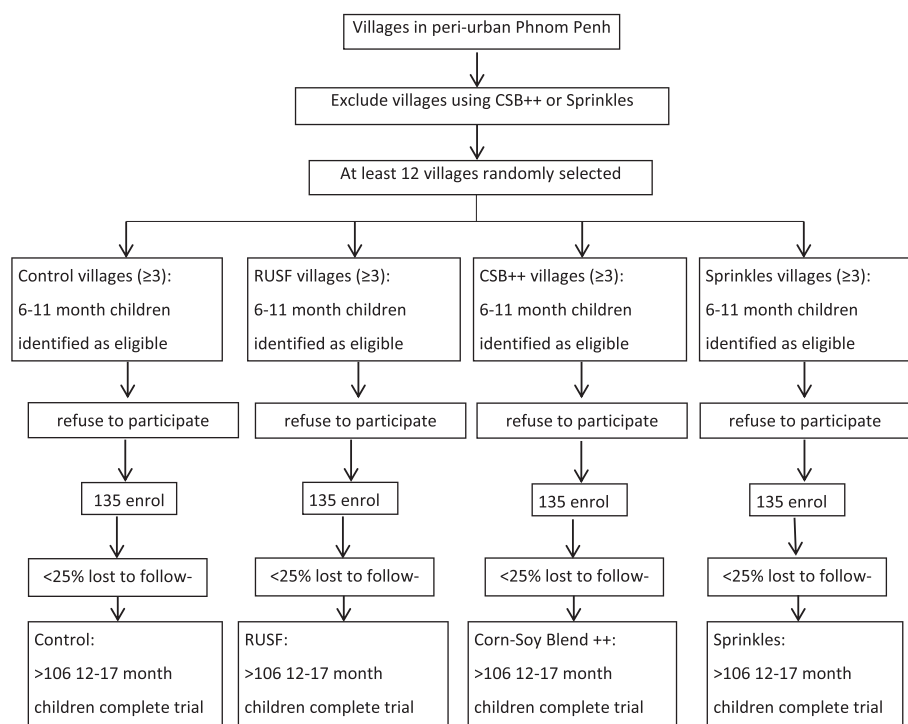 Villages in peri-urban Phnom Penh
Exclude villages using CSB++ or Sprinkles
At least 12 villages randomly selected
Control villages (≥3):
6-11 month children
identified as eligible
RUSF villages (≥3):
6-11 month children
identified as eligible
CSB++ villages (≥3):
6-11 month children
identified as eligible
Sprinkles villages (≥3):
6-11 month children
identified as eligible
refuse to participate
refuse to participate
refuse to participate
refuse to participate
135 enrol
135 enrol
135 enrol
135 enrol
<25% lost to follow-
<25% lost to follow-
<25% lost to follow-
<25% lost to follow-
Control:
>106 12-17 month
children complete trial
RUSF:
>106 12-17 month
children complete trial
Corn-Soy Blend ++:
>106 12-17 month
children complete trial
Sprinkles:
>106 12-17 month
children complete trial